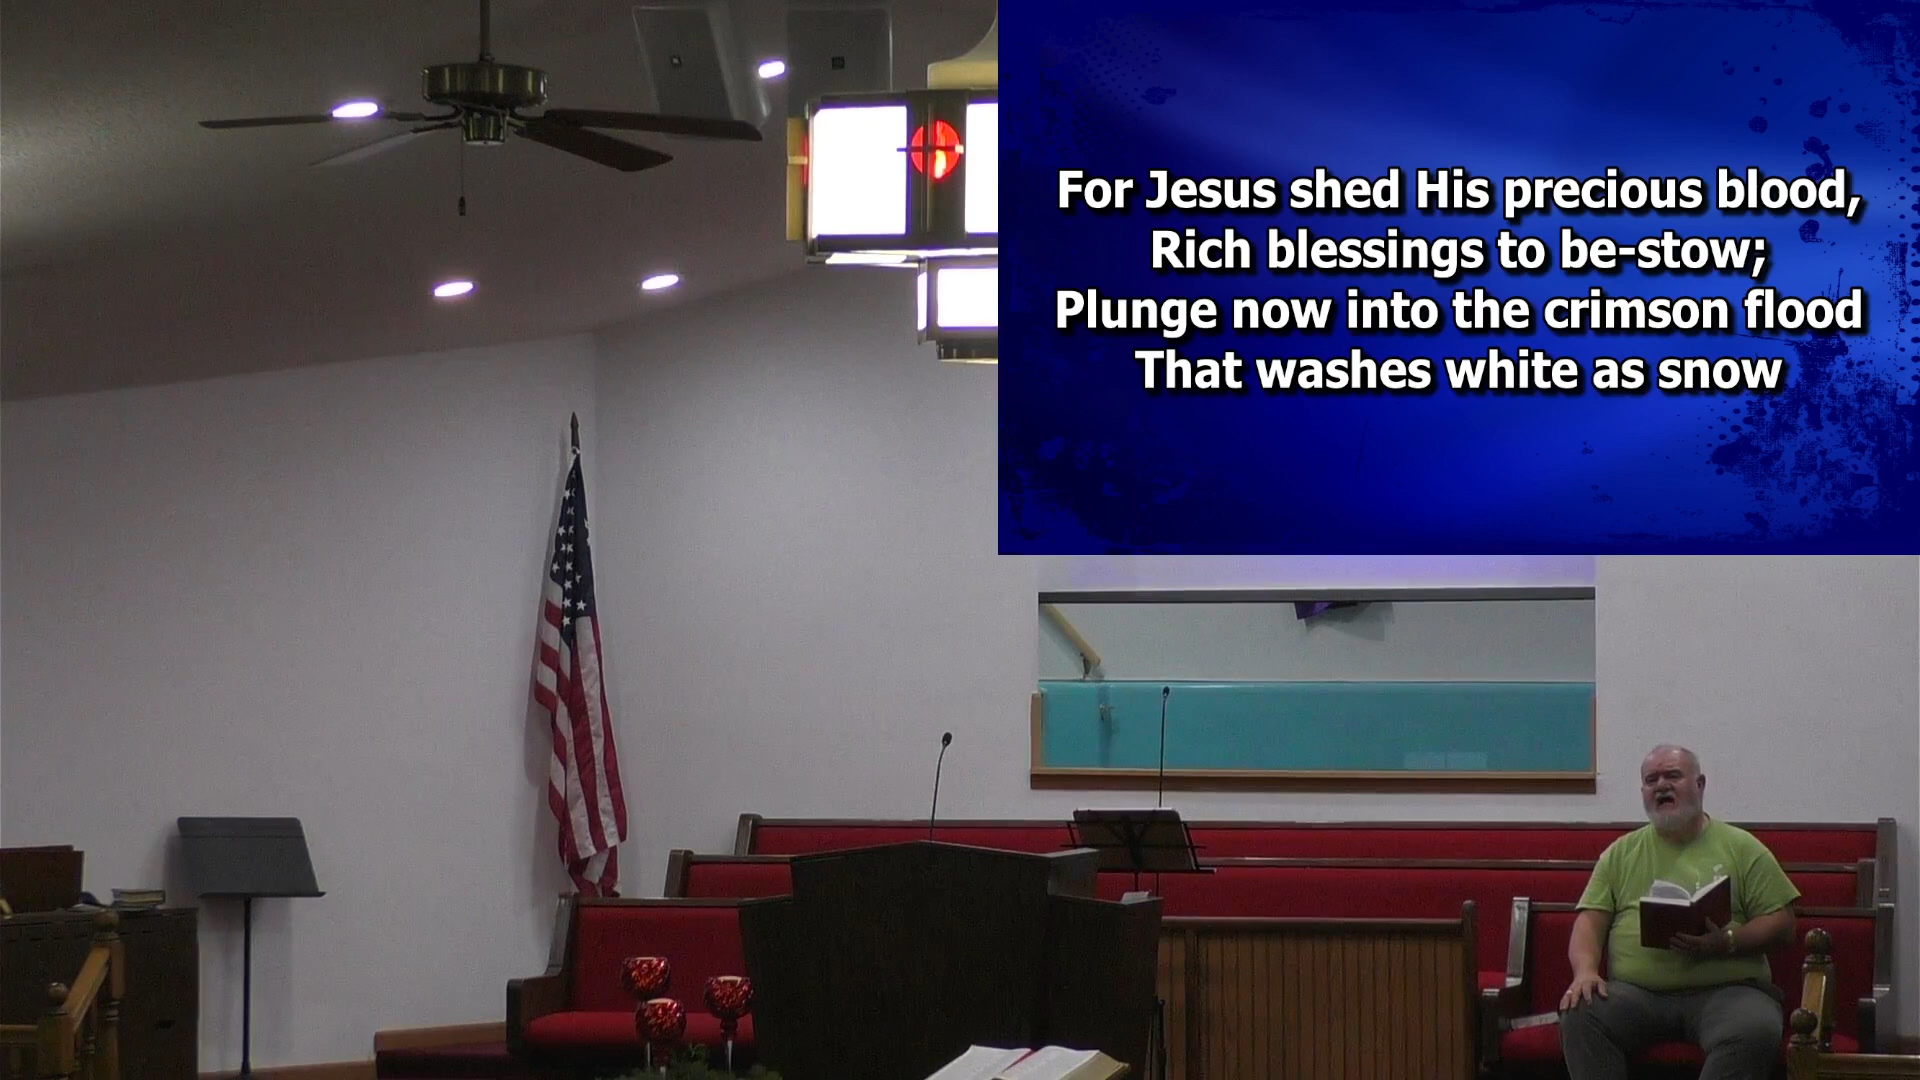 For Jesus shed His precious blood,
Rich blessings to be-stow;
Plunge now into the crimson flood
That washes white as snow